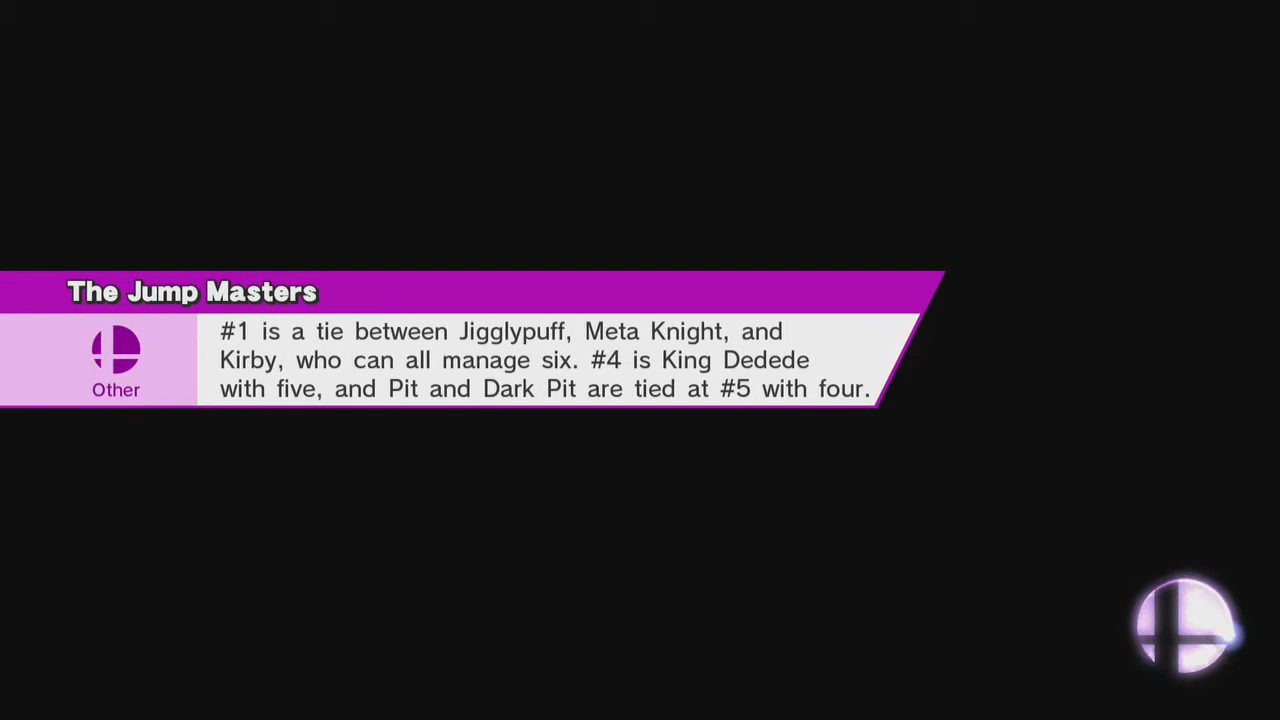 The Jump Masters
Other
#1 is a tie between Jigglypuff, Meta Knight, and
Kirby, who can all manage six. #4 is King Dedede
with five, and Pit and Dark Pit are tied at #5 with four.